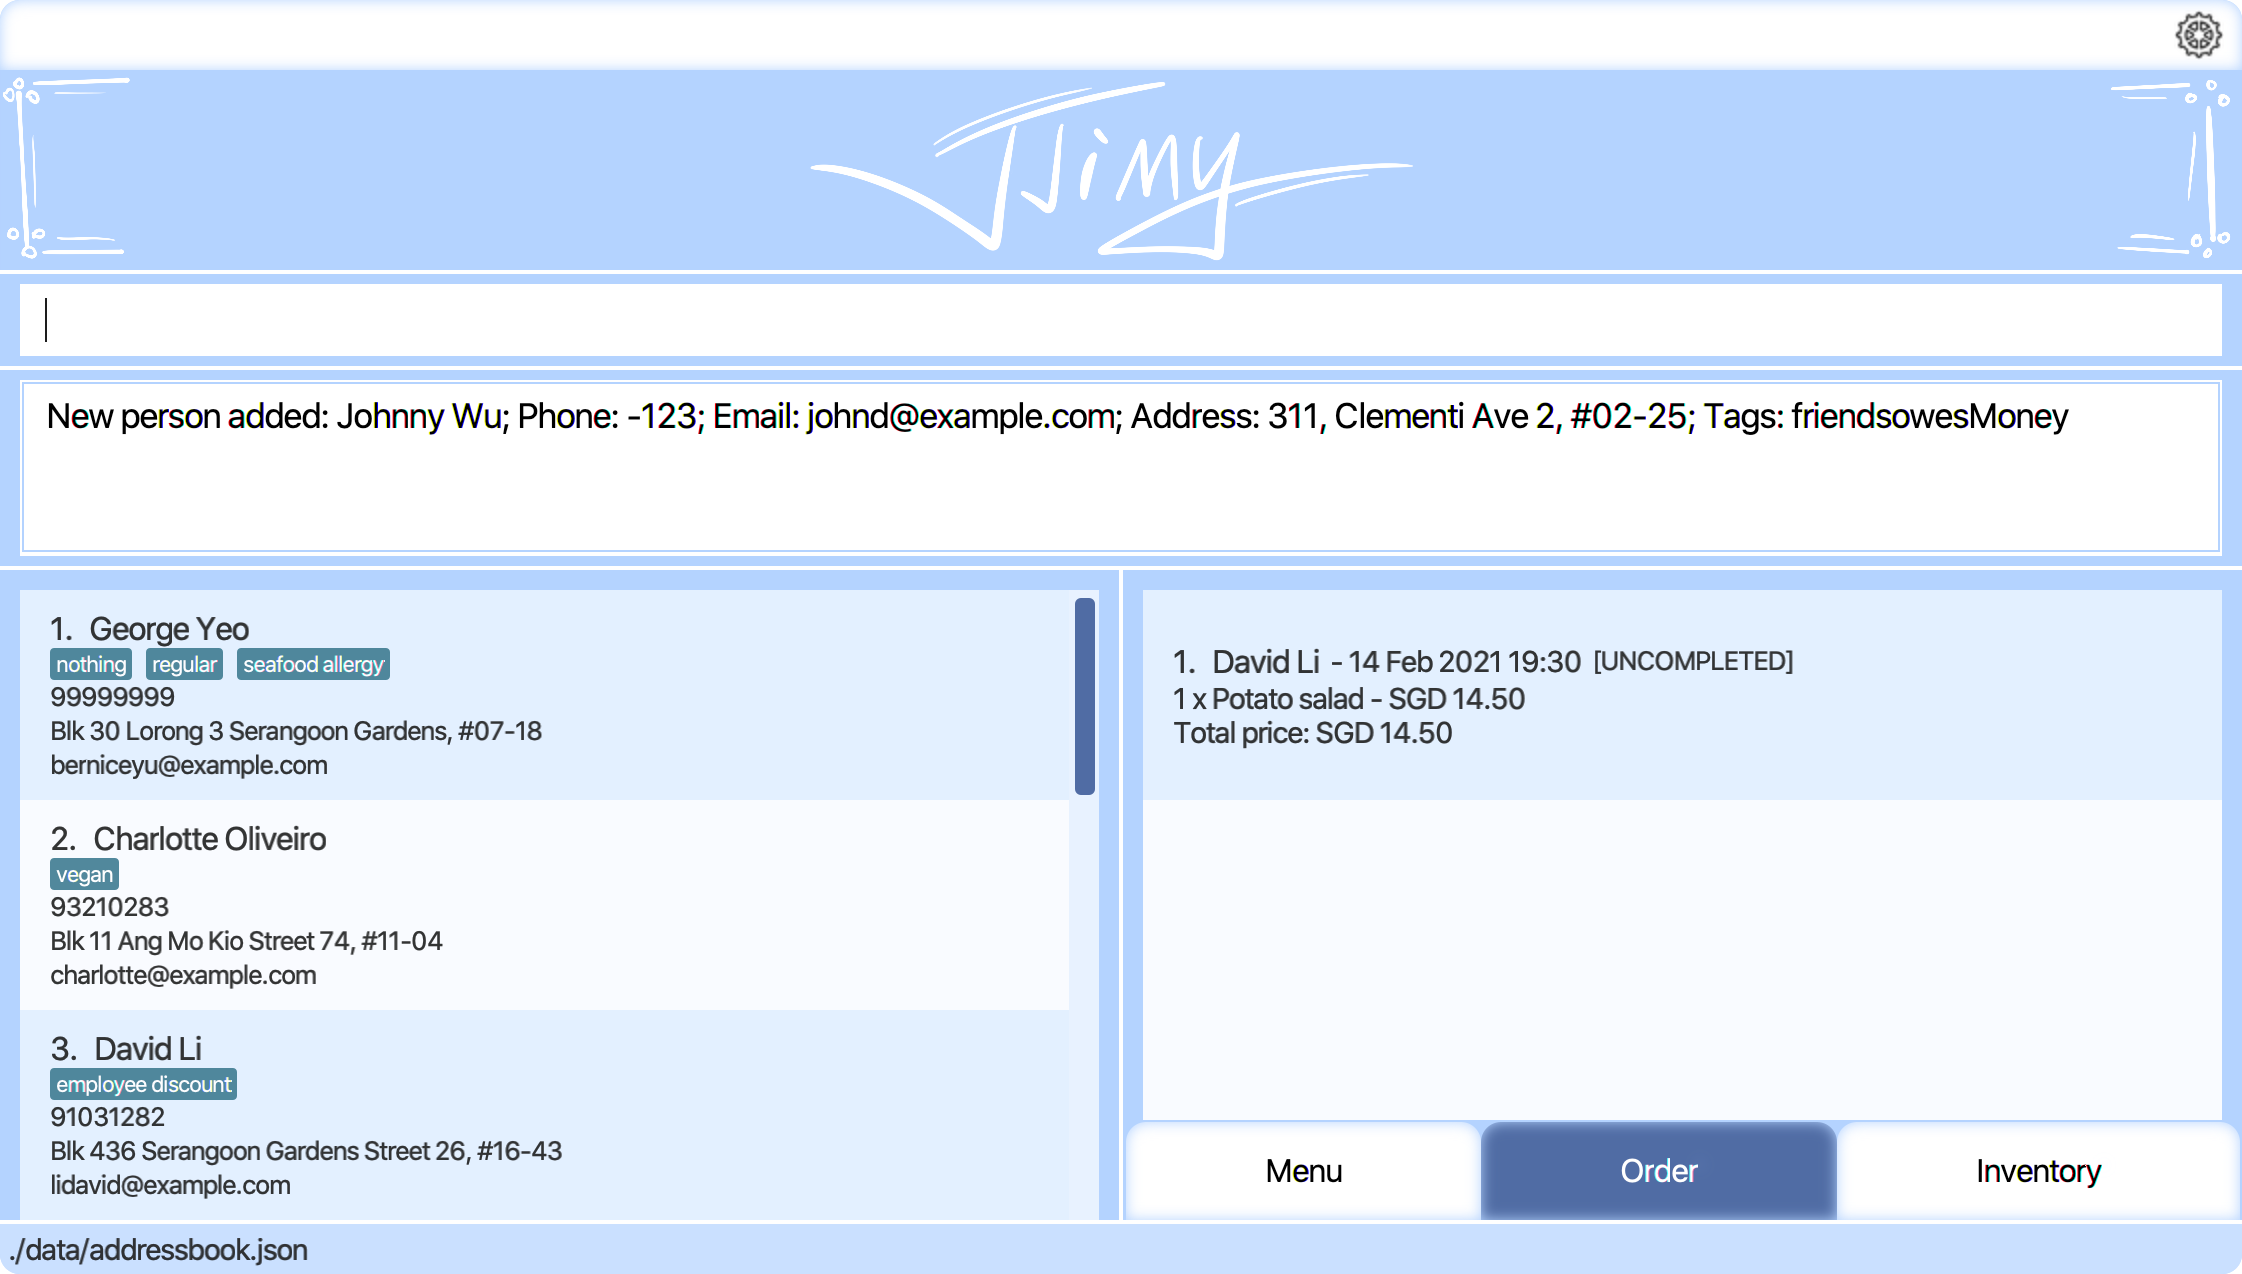 JJIMY
New person added: Johnny Wu; Phone: -123; Email: johnd@example.com; Address: 311, Clementi Ave 2, #02-25; Tags: friendsowesMoney
1. George Yeo
nothing regular seafood allergy
99999999
Blk 30 Lorong 3 Serangoon Gardens, #07-18
berniceyu@example.com
2. Charlotte Oliveiro
vegan
93210283
Blk 11 Ang Mo Kio Street 74, #11-04
charlotte@example.com
3. David Li
employee discount
91031282
Blk 436 Serangoon Gardens Street 26, #16-43
lidavid@example.com
1. David Li - 14 Feb 2021 19:30 [UNCOMPLETED]
1 x Potato salad - SGD 14.50
Total price: SGD 14.50
Menu Order Inventory
./data/addressbook.json